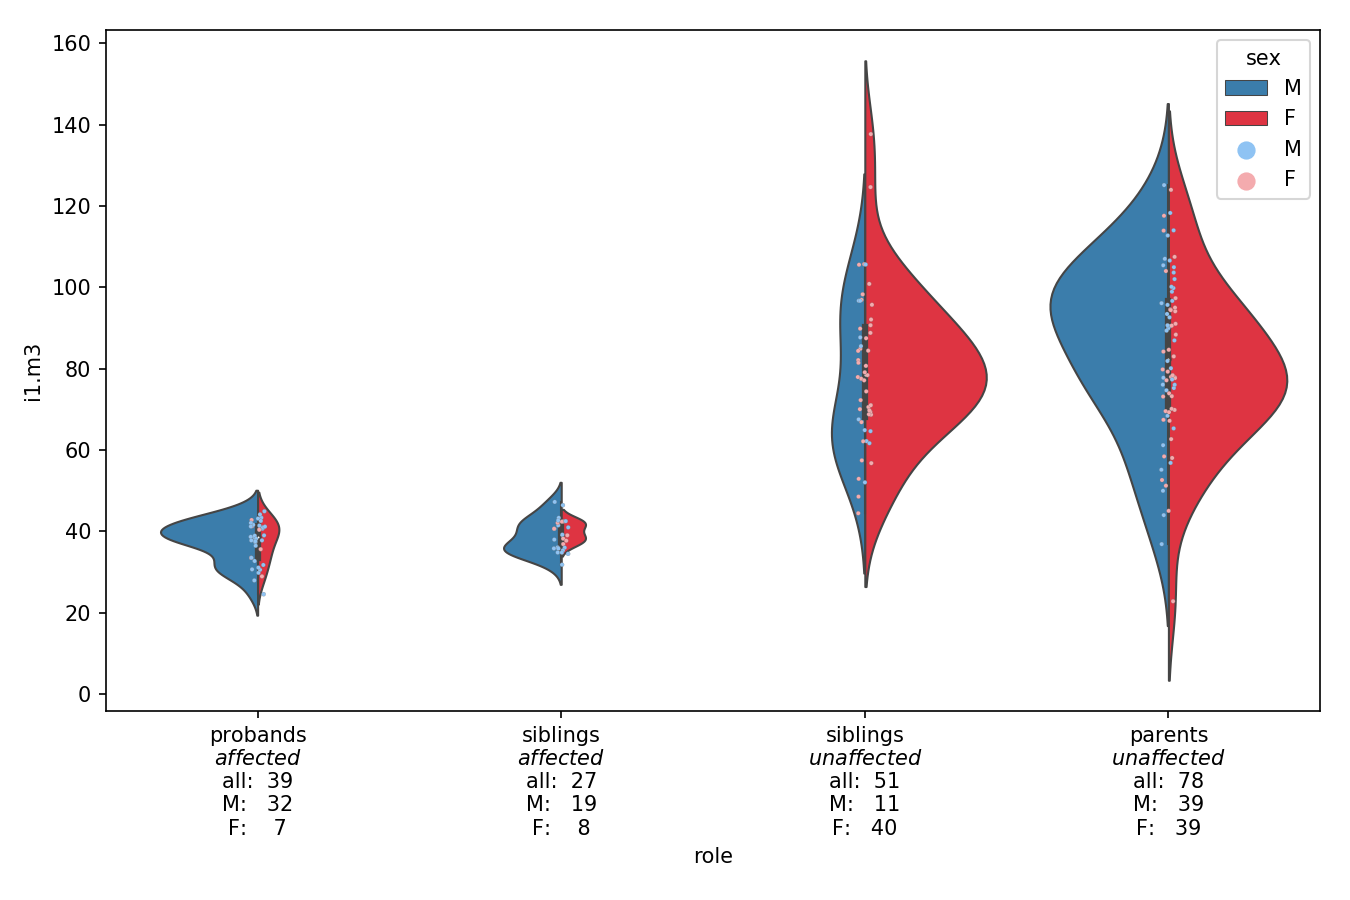 160
140
120
100
80
60
40
20
0
i1.m3
sex
M
F
M
F
probands
affected
all: 39
M: 32
F: 7
siblings
affected
all: 27
M: 19
F: 8
siblings
unaffected
all: 51
M: 11
F: 40
parents
unaffected
all: 78
M: 39
F: 39
role